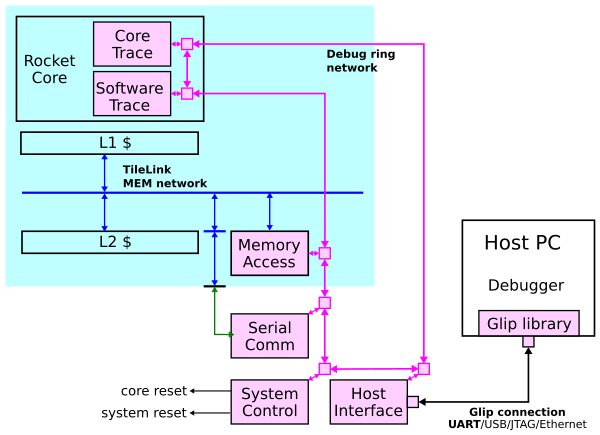 Core
Trace
Rocket
Core
Software
Trace
Debug ring
network
L1 $
TileLink
MEM network
L2 $
Memory
Access
Host PC
Debugger
Glip library
Serial
Comm
core reset
system reset
System
Control
Host
Interface
Glip connection
UART/USB/JTAG/Ethernet